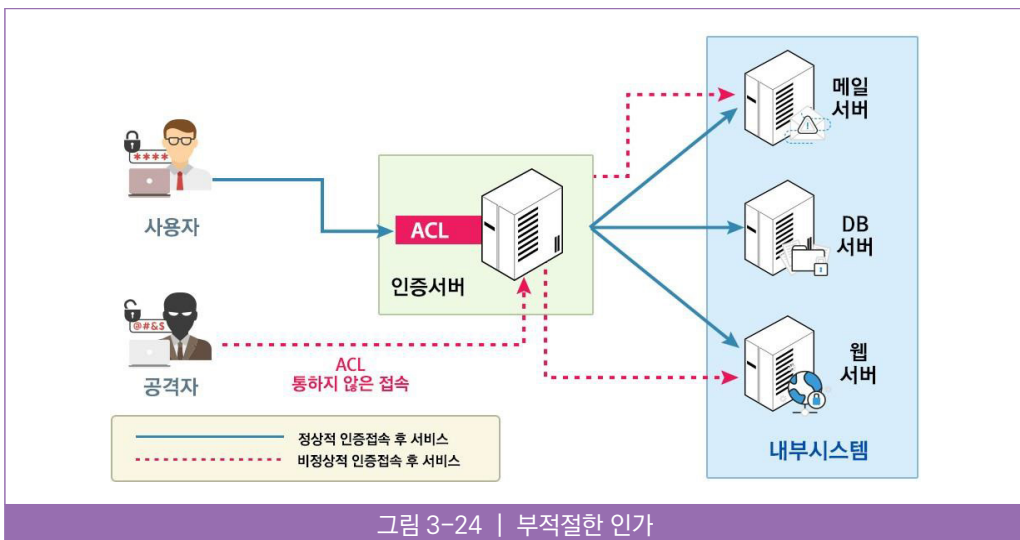 메일
서버
****
사용자
ACL
DB
서버
인증서버
@#&$
공격자
ACL
통하지 않은 접속
웹
서버
정상적 인증접속 후 서비스
비정상적 인증접속 후 서비스
내부시스템
그림 3-24 | 부적절한 인가